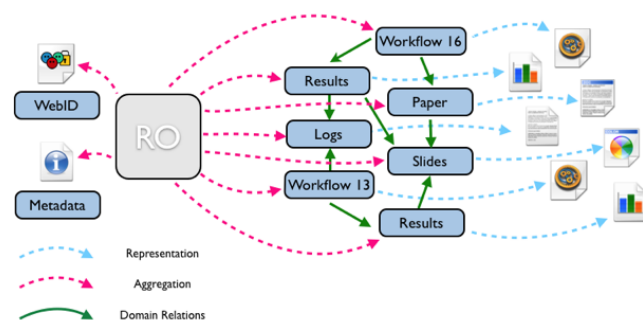 Workflow 16
Results
WebID
RO
Paper
Logs
Slides
Workflow 13
Metadata
Results
Representation
Aggregation
Domain Relations